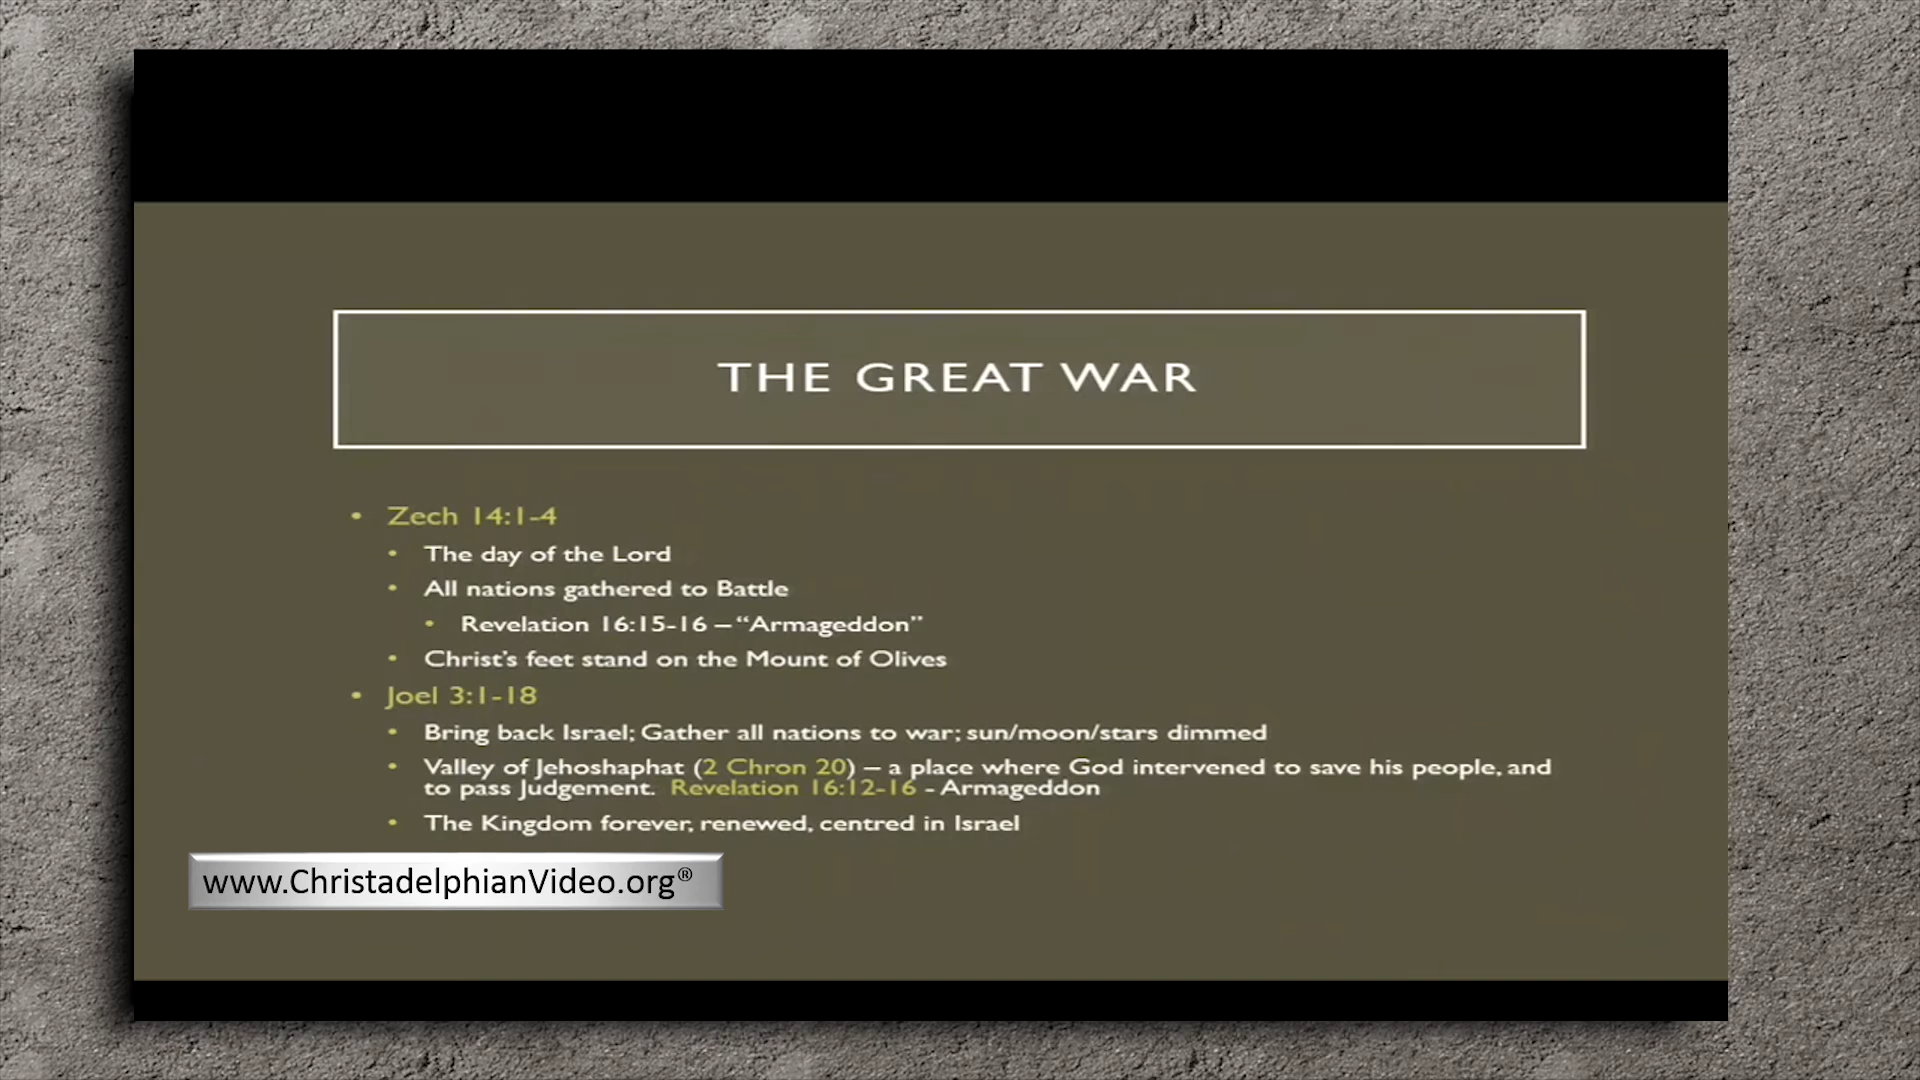 THE GREAT WAR
• Zech 14:1-4
• The day of the Lord
• All nations gathered to Battle
• Revelation 16:15-16 – “Armageddon”
• Christ’s feet stand on the Mount of Olives
• Joel 3:1-18
• Bring back Israel; Gather all nations to war; sun/moon/stars dimmed
• Valley of Jehoshaphat (2 Chron 20) – a place where God intervened to save his people, and
to pass Judgement. Revelation 16:12-16 - Armageddon
• The Kingdom forever, renewed, centred in Israel
www.ChristadelphianVideo.org®